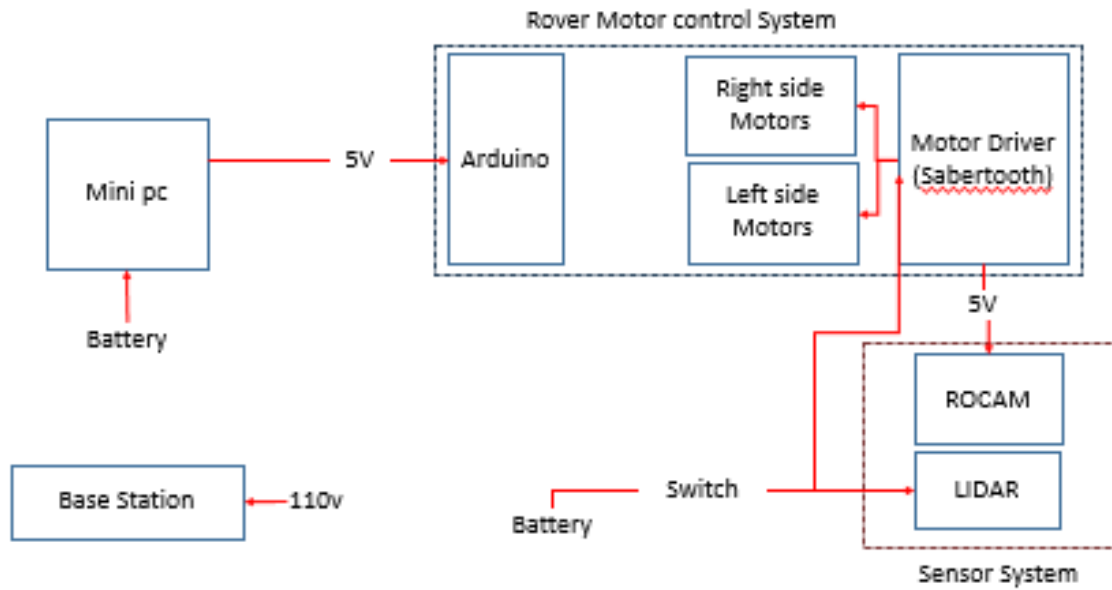 Rover Motor control System
Right side
Motors
Motor Driver
(Sabertooth)
5V
Arduino
Mini pc
Left side
Motors
5V
Battery
ROCAM
Switch
LIDAR
Base Station
110v
Battery
Sensor System